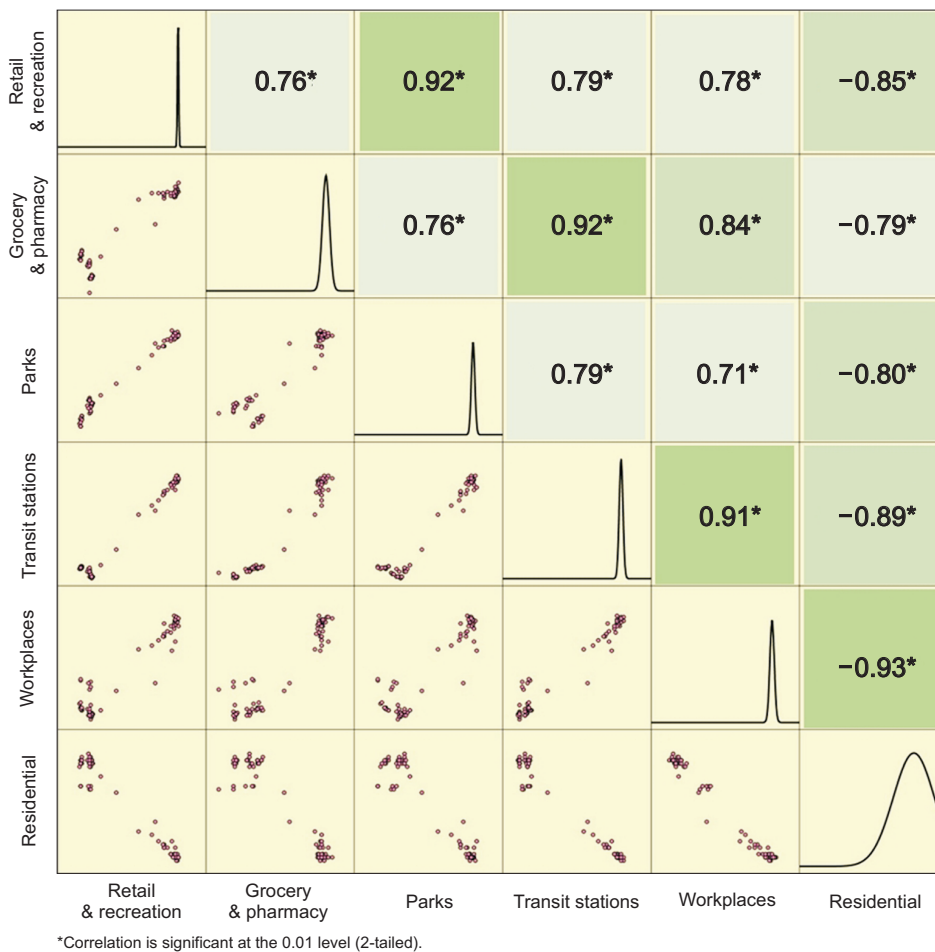 Retail
& recreation
0.76*
0.92*
0.79*
0.78*
−0.85*
Grocery
& pharmacy
0.76*
0.92*
0.84*
−0.79*
Parks
0.79*
0.71*
−0.80*
Transit stations
0.91*
−0.89*
Workplaces
−0.93*
Residential
Retail
& recreation
Grocery
& pharmacy
Parks
Transit stations
Workplaces
Residential
*Correlation is significant at the 0.01 level (2-tailed).